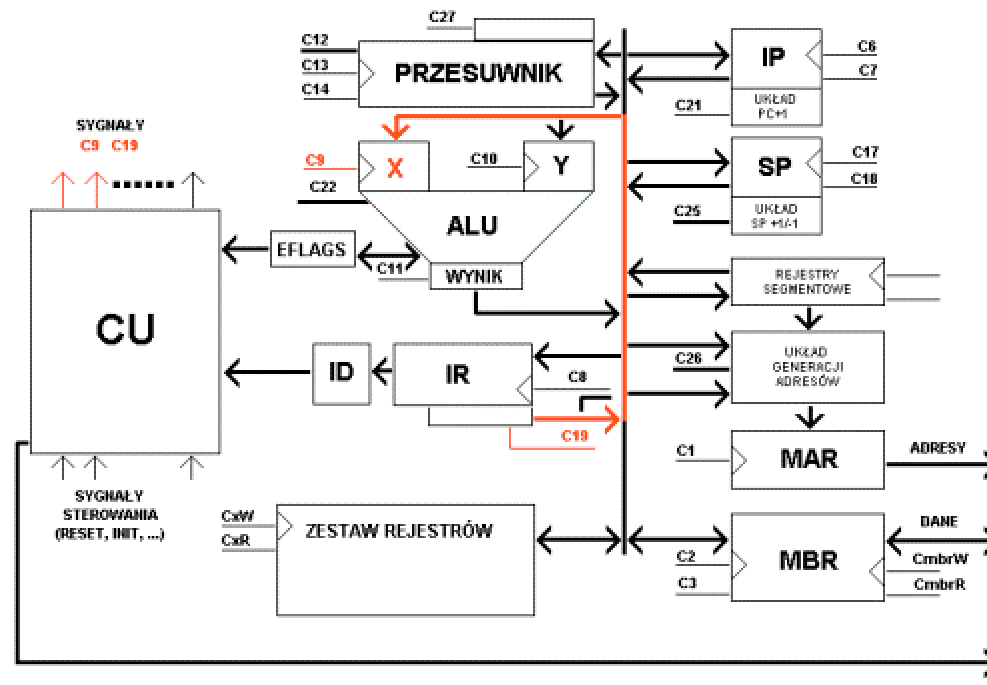 C27
C12
C13
C14
PRZESUWNIK
IP
C6
C7
C21
UKŁAD
PC+1
SYGNAŁY
C9 C19
C9
X
C10
Y
C22
ALU
SP
C17
C18
C25
UKŁAD
SP +1/-1
EFLAGS
C11
WYNIK
REJESTRY
SEGMENTOWE
CU
ID
IR
C8
C19
C26
UKŁAD
GENERACJI
ADRESÓW
C1
MAR
ADRESY
SYGNAŁY
STEROWANIA
(RESET, INIT, ...)
CxW
CxR
ZESTAW REJESTRÓW
C2
C3
MBR
DANE
CmbrW
CmbrR